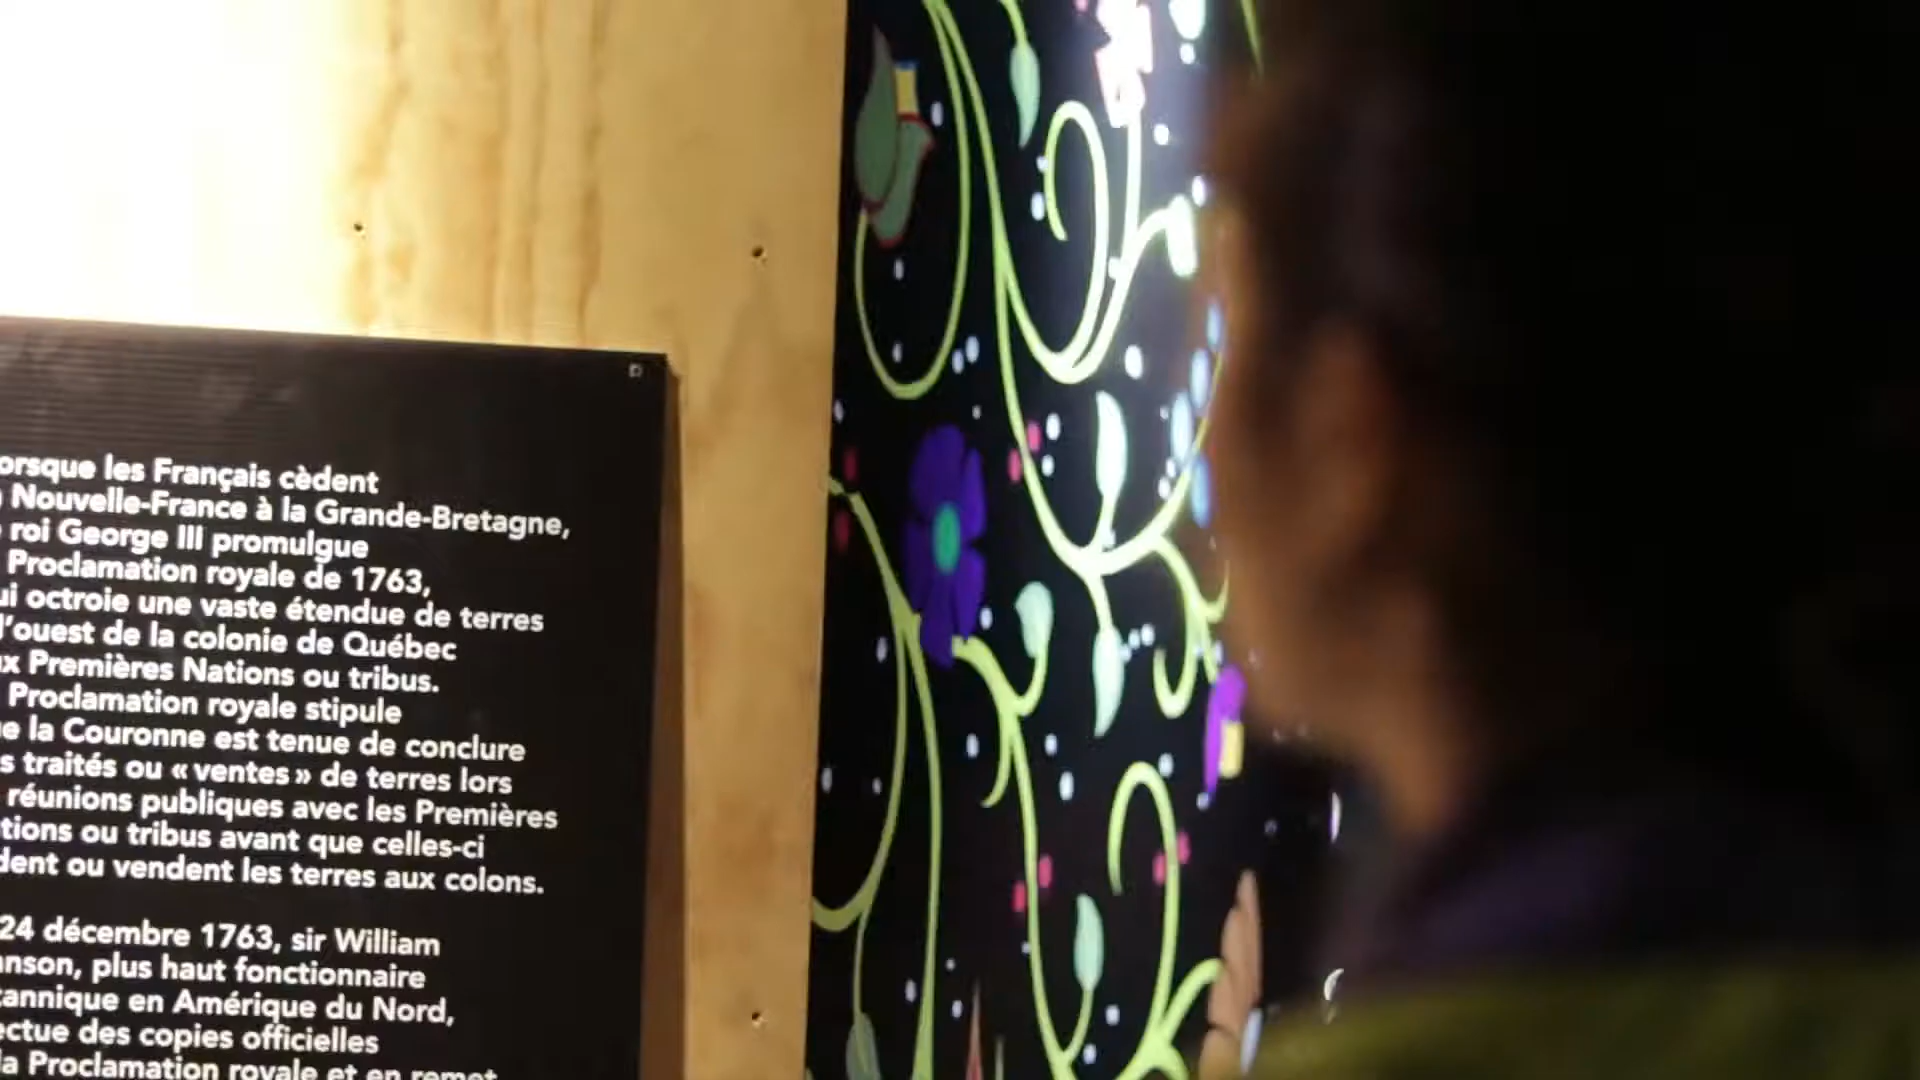 orsque les Français cèdent
Nouvelle-France à la Grande-Bretagne,
roi George III promulgue
Proclamation royale de 1763,
ui octroie une vaste étendue de terres
l'ouest de la colonie de Québec
ux Premières Nations ou tribus.
Proclamation royale stipule
ue la Couronne est tenue de conclure
s traités ou « ventes » de terres lors
réunions publiques avec les Premières
tions ou tribus avant que celles-ci
dent ou vendent les terres aux colons.
24 décembre 1763, sir William
nson, plus haut fonctionnaire
tannique en Amérique du Nord,
ectue des copies officielles
la Proclamation royale et en remet